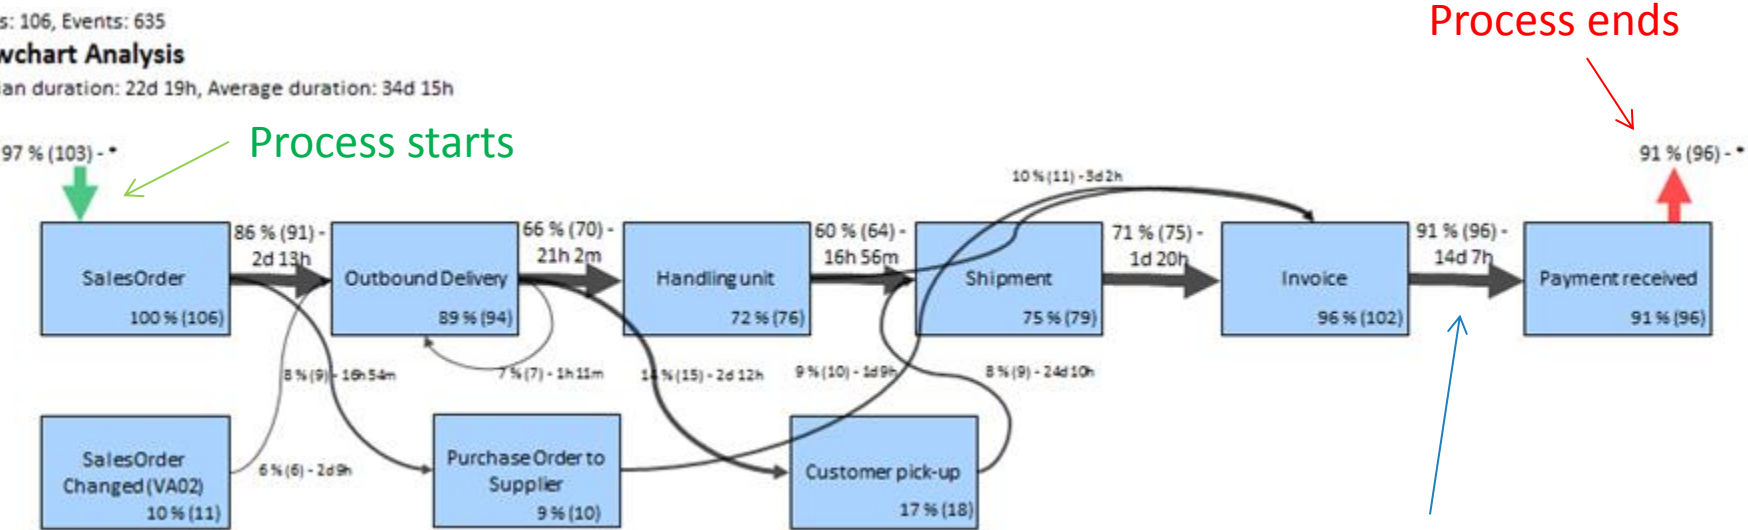 s: 106, Events: 635
wchart Analysis
ian duration: 22d 19h, Average duration: 34d 15h
Process ends
Process starts
97 % (103) - *
91 % (96) - *
10 % (11) - 3d 2h
86 % (91) -
2d 13h
66 % (70) -
21h 2m
60 % (64) -
16h 56m
71 % (75) -
1d 20h
91 % (96) -
14d 7h
SalesOrder
100 % (106)
Outbound Delivery
89 % (94)
Handling unit
72 % (76)
Shipment
75 % (79)
Invoice
96 % (102)
Payment received
91 % (96)
8 % (9) - 16h 54m
7 % (7) - 1h 11m
14 % (15) - 2d 12h
9 % (10) - 1d 9h
8 % (9) - 24d 10h
SalesOrder
Changed (VA02)
10 % (11)
6 % (6) - 2d 9h
Purchase Order to
Supplier
9 % (10)
Customer pick-up
17 % (18)